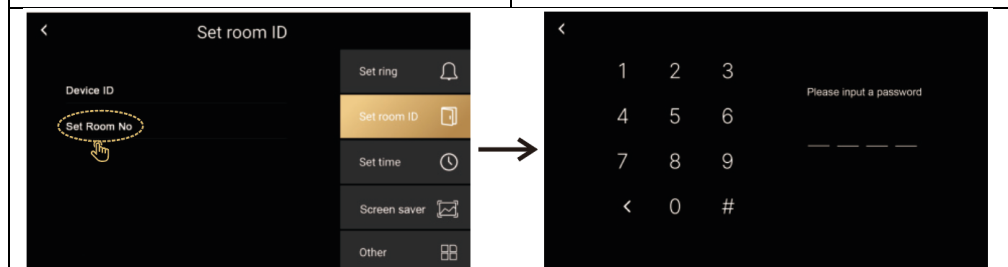 Set room ID
Device ID
Set Room No
Set ring
Set room ID
Set time
Screen saver
Other
1 2 3
4 5 6
7 8 9
0 #
Please input a password